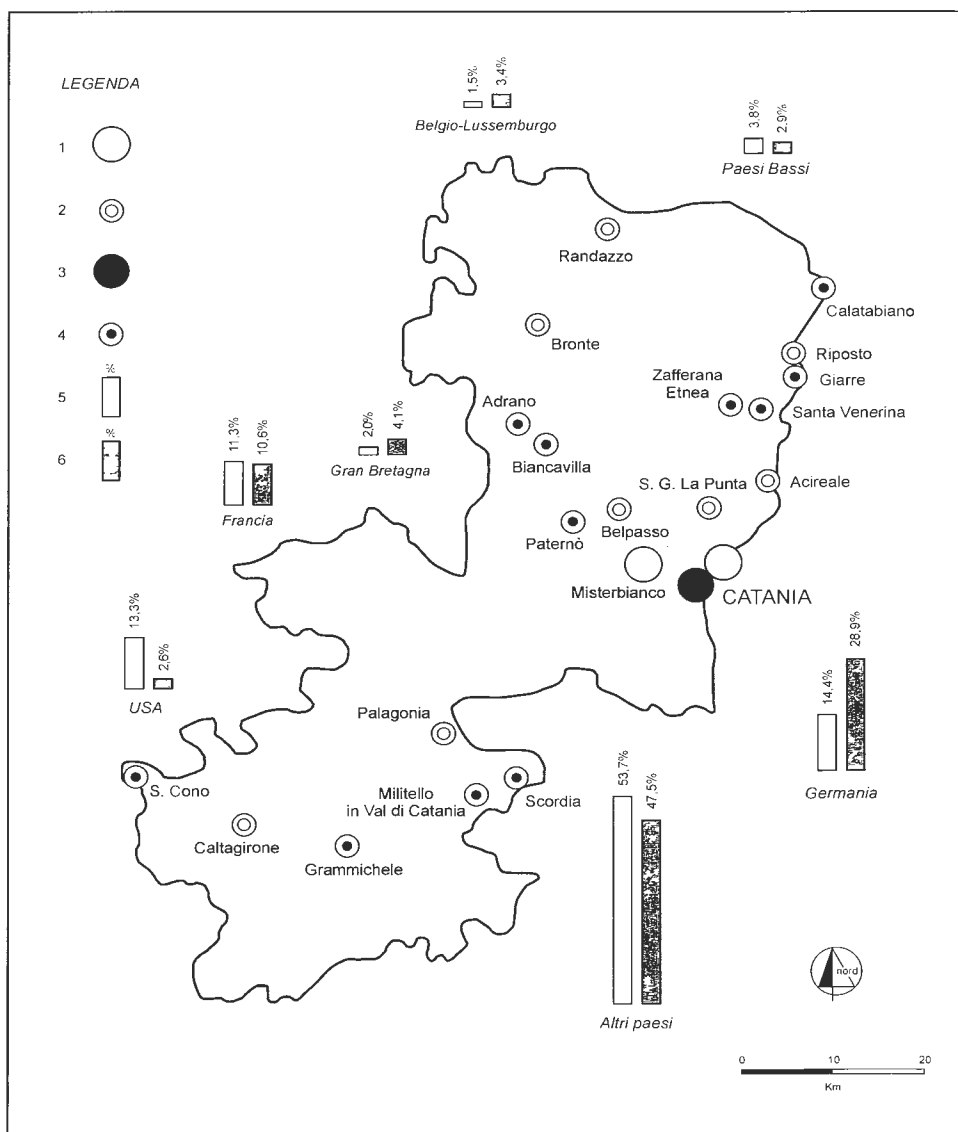 LEGENDA
1
2
3
4
%
5
%
6
1.5%
3,4%
Belgio-Lussemburgo
3.8%
2.9%
Paesi Bassi
Randazzo
Calatabiano
Bronte
Riposto
Giarre
Zafferana
Etnea
Santa Venerina
Adrano
Biancavilla
2,0%
4,1%
Gran Bretagna
11,3%
10,6%
Francia
S. G. La Punta
Acireale
Belpasso
Paternò
Misterbianco
CATANIA
13,3%
2,6%
USA
14,4%
28,9%
Germania
Palagonia
S. Cono
Militello
in Val di Catania
Scordia
Caltagirone
Grammichele
53,7%
47,5%
Altri paesi
nord
0
10
20
Km